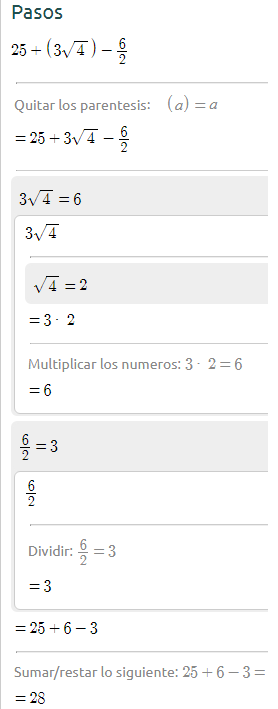 Pasos
25 + (3√4) − 6/2
Quitar los parentesis: (a) = a
= 25 + 3√4 − 6/2
3√4 = 6
3√4
√4 = 2
= 3 · 2
Multiplicar los numeros: 3 · 2 = 6
= 6
6/2 = 3
6/2
Dividir: 6/2 = 3
= 3
= 25 + 6 − 3
Sumar/restar lo siguiente: 25 + 6 − 3 =
= 28